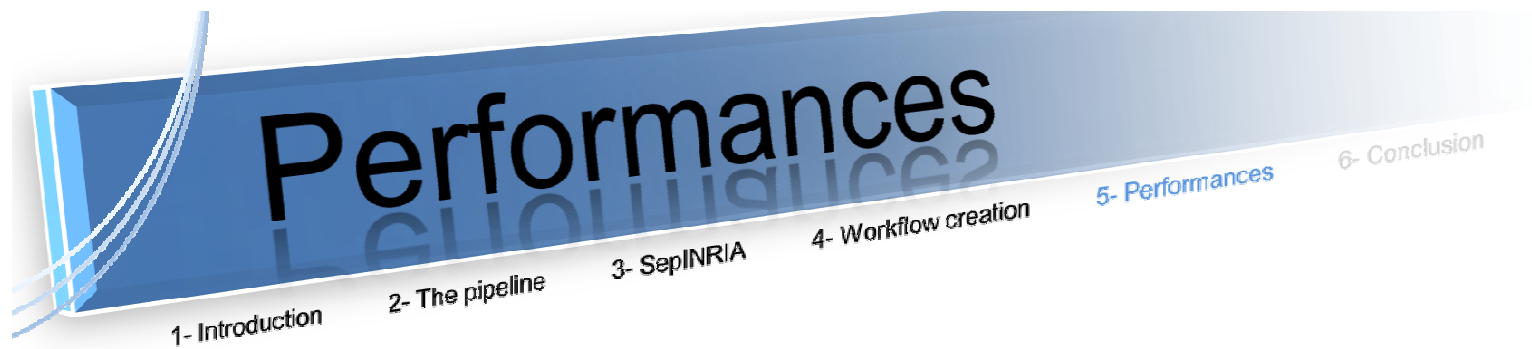 Performances
1- Introduction
2- The pipeline
3- SepINRIA
4- Workflow creation
5- Performances
6- Conclusion